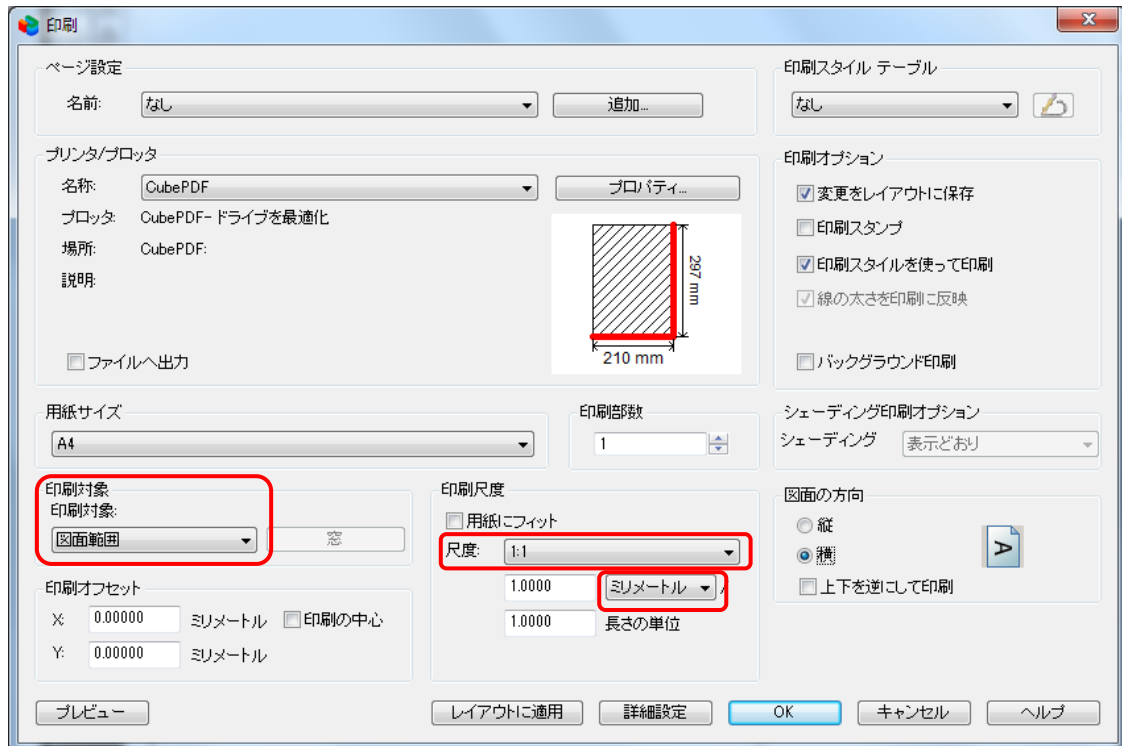 印刷
ページ設定
名前:
なし
追加...
印刷スタイル テーブル
なし
プリンタ/プロッタ
名称:
CubePDF
プロパティ...
プロッタ:
CubePDF- ドライブを最適化
場所:
CubePDF:
説明:
297 mm
210 mm
ファイルへ出力
印刷オプション
変更をレイアウトに保存
印刷スタンプ
印刷スタイルを使って印刷
線の太さを印刷に反映
バックグラウンド印刷
用紙サイズ
A4
印刷部数
1
シェーディング印刷オプション
シェーディング
表示どおり
印刷対象
印刷対象:
図面範囲
窓
印刷尺度
用紙にフィット
尺度:
1:1
1.0000
ミリメートル
/
1.0000
長さの単位
図面の方向
縦
横
A
上下を逆にして印刷
印刷オフセット
X:
0.00000
ミリメートル
印刷の中心
Y:
0.00000
ミリメートル
プレビュー
レイアウトに適用
詳細設定
OK
キャンセル
ヘルプ